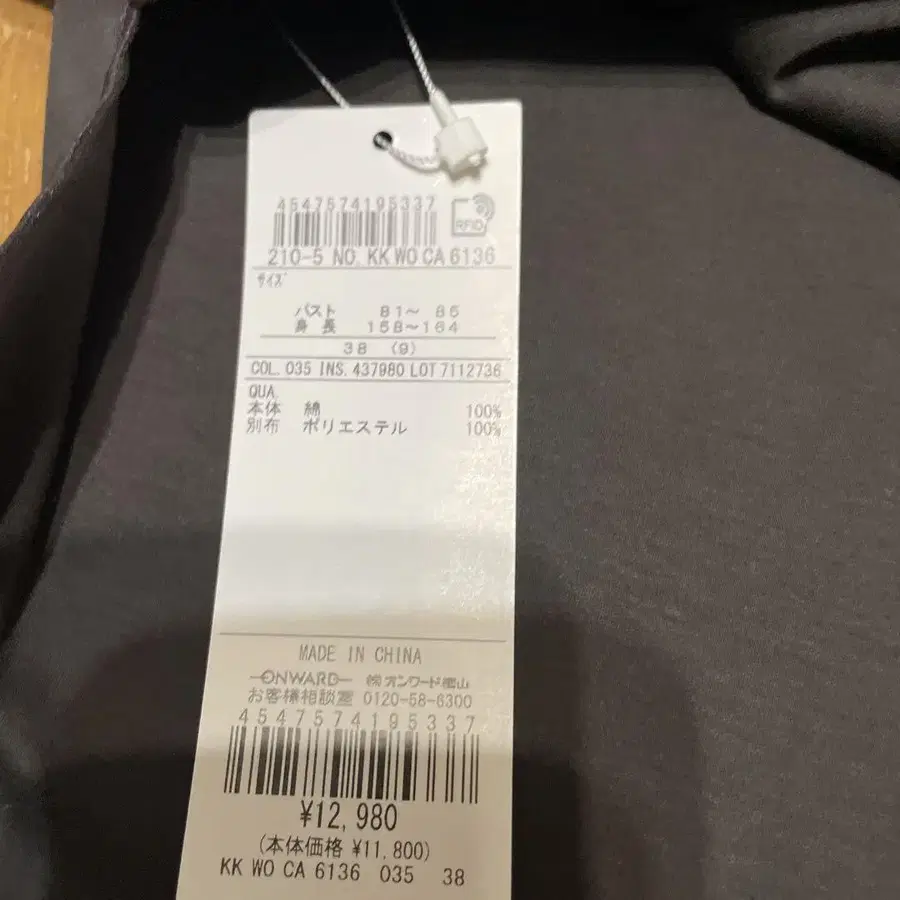 4547574195337
RFID
210-5 NO. KK WO CA 6136
サイズ
バスト 81～ 85
身長 158～164
38 (9)
COL. 035 INS. 437980 LOT 7112736
QUA.
本体 綿 100%
別布 ポリエステル 100%
MADE IN CHINA
ONWARD ㈱オンワード樫山
お客様相談室 0120-58-6300
4547574195337
¥12,980
(本体価格 ¥11,800)
KK WO CA 6136 035 38